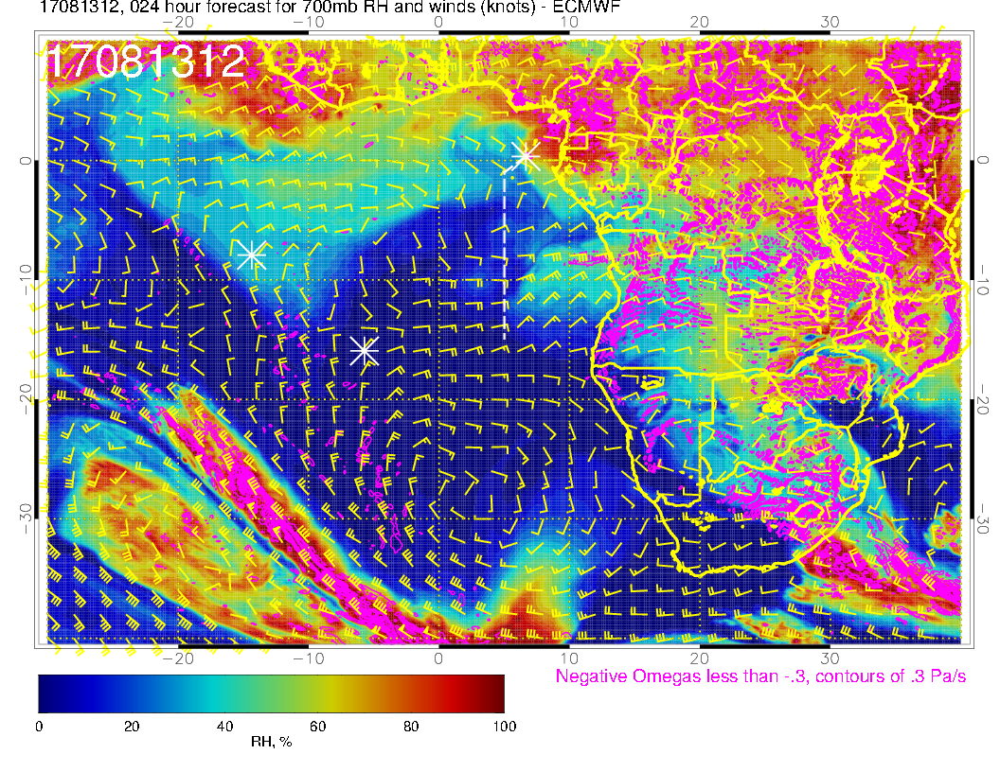 17081312, 024 hour forecast for 700mb RH and winds (knots) - ECMWF
−20 −10 0 10 20 30
17081312
0 0
−10 −10
−20 −20
−30 −30
−20 −10 0 10 20 30
Negative Omegas less than -.3, contours of .3 Pa/s
0 20 40 60 80 100
RH, %